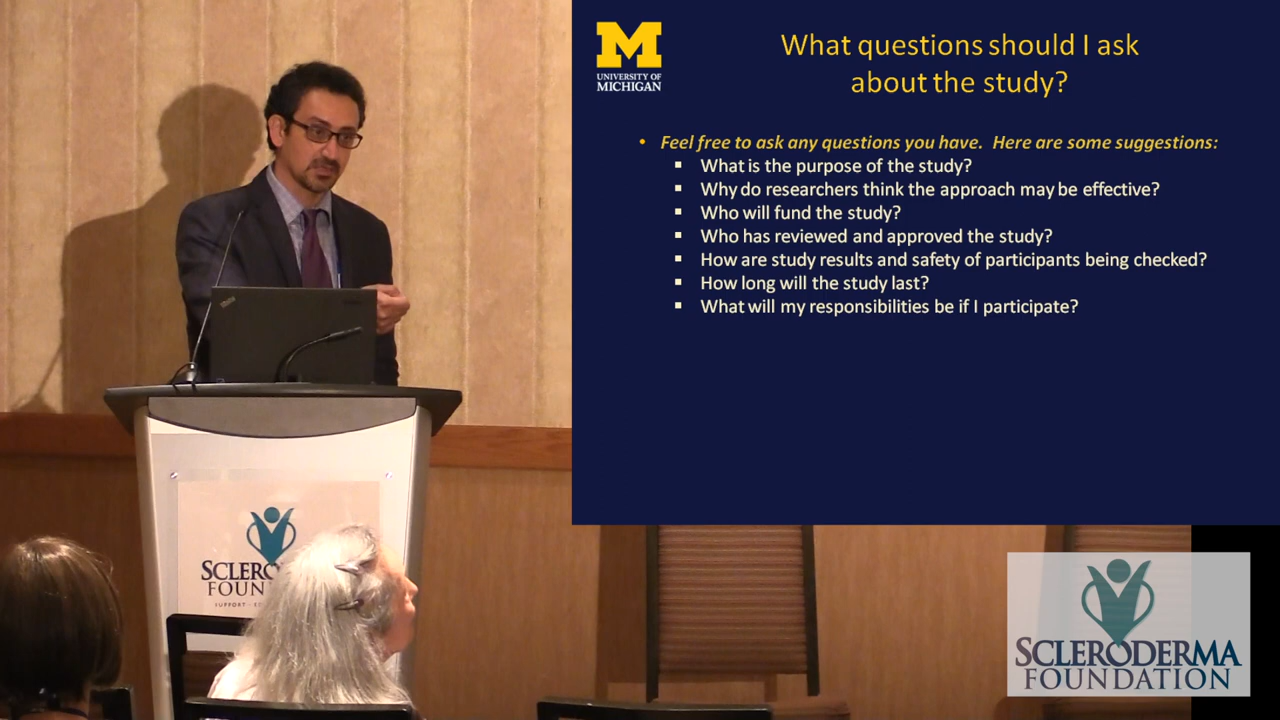 UNIVERSITY OF
MICHIGAN
What questions should I ask
about the study?
• Feel free to ask any questions you have.  Here are some suggestions:
▪ What is the purpose of the study?
▪ Why do researchers think the approach may be effective?
▪ Who will fund the study?
▪ Who has reviewed and approved the study?
▪ How are study results and safety of participants being checked?
▪ How long will the study last?
▪ What will my responsibilities be if I participate?
SUPPORT
SCLERODERMA
FOUNDATION